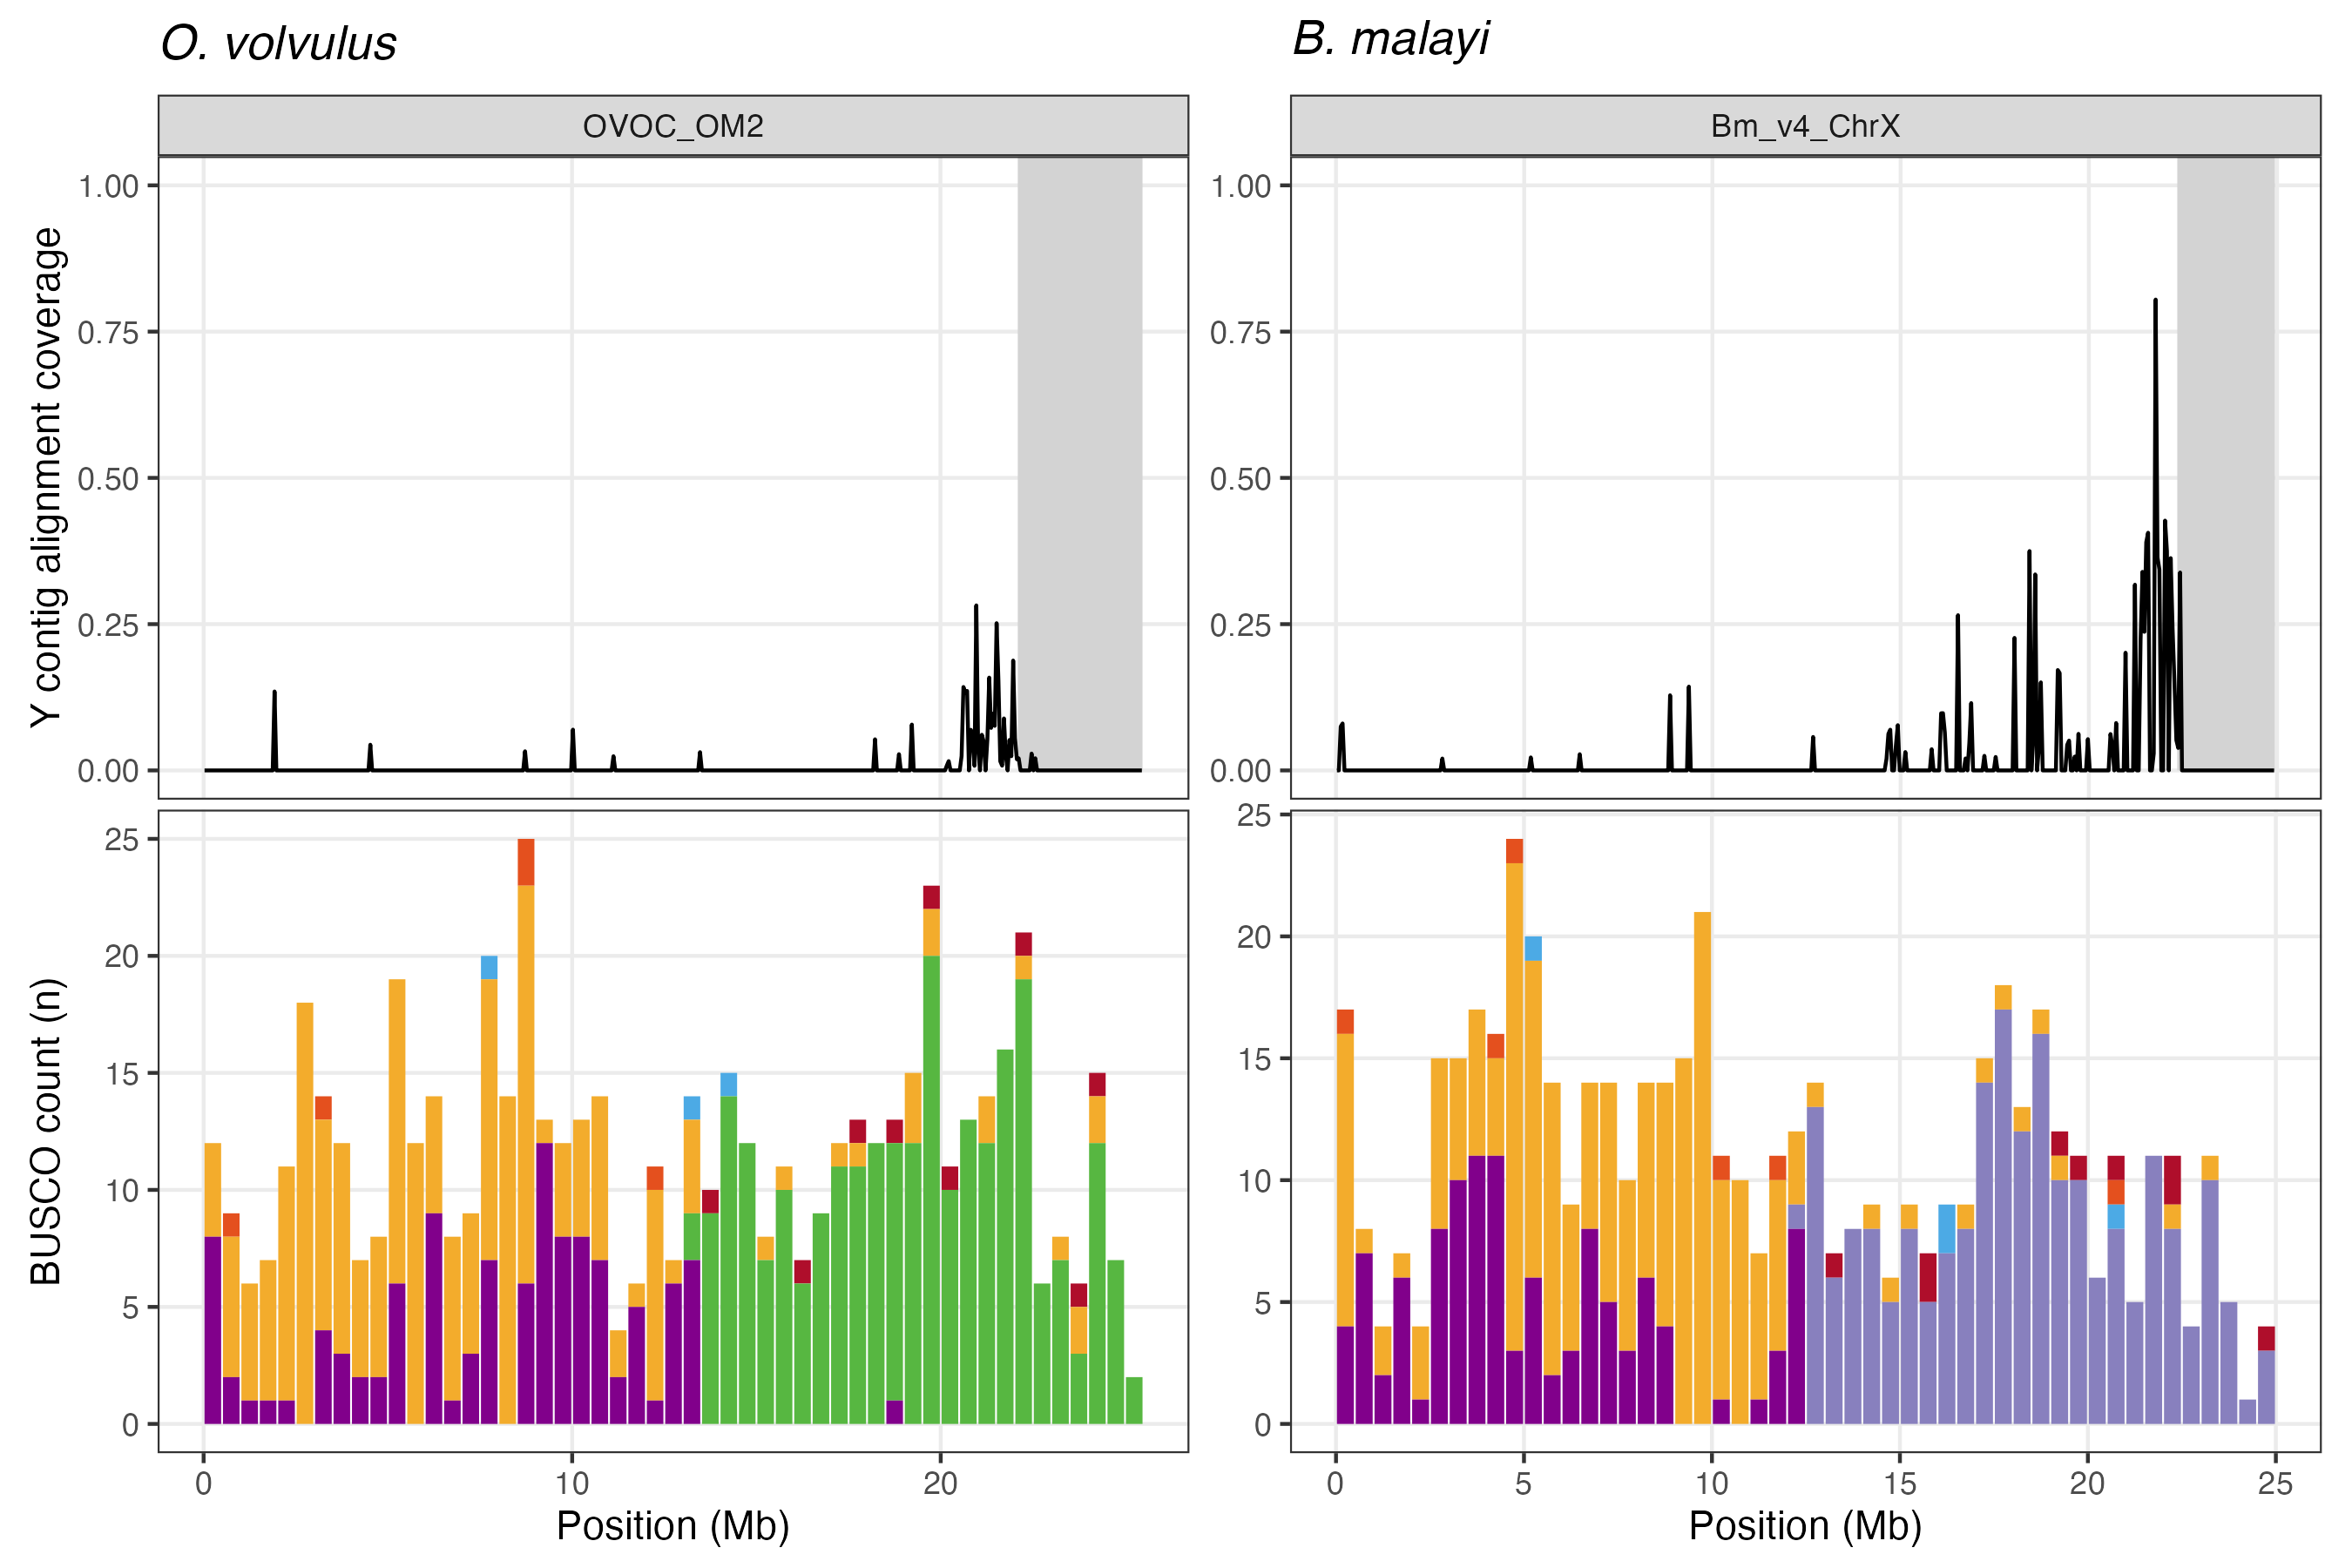 O. volvulus
B. malayi
OVOC_OM2
Bm_v4_ChrX
Y contig alignment coverage
1.00
0.75
0.50
0.25
0.00
1.00
0.75
0.50
0.25
0.00
BUSCO count (n)
25
20
15
10
5
0
25
20
15
10
5
0
0 10 20
0 5 10 15 20 25
Position (Mb)
Position (Mb)